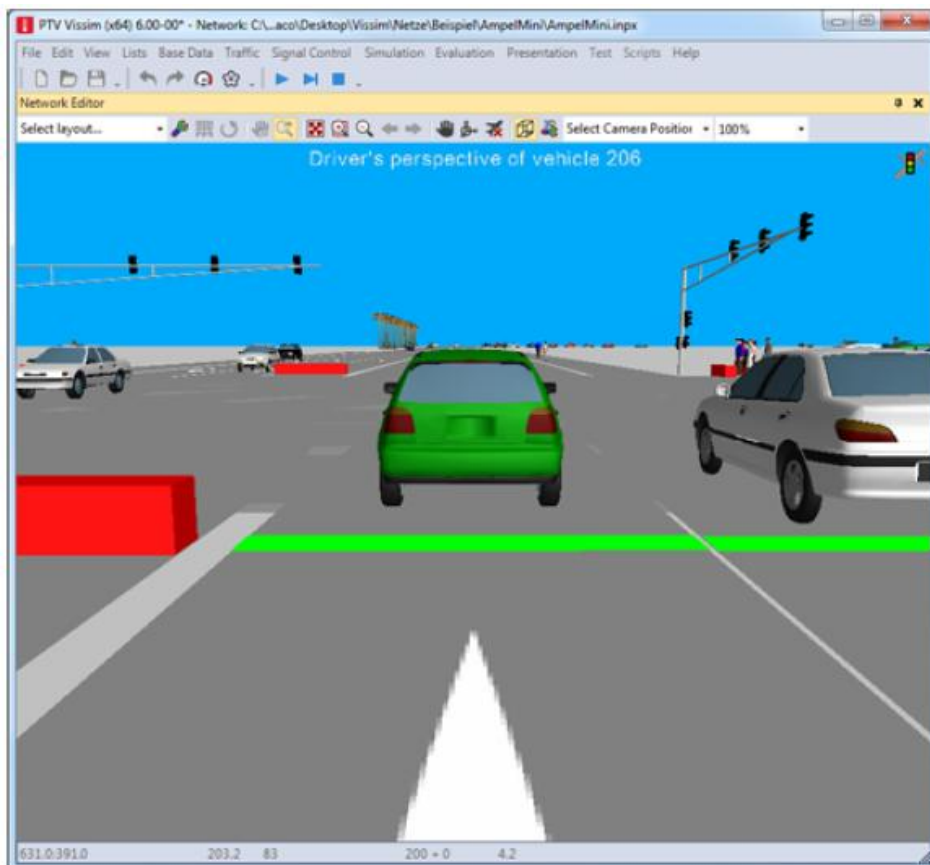 PTV Vissim (x64) 6.00-00* - Network: C:\...aco\Desktop\Vissim\Netze\Beispiel\AmpelMini\AmpelMini.inpx
File Edit View Lists Base Data Traffic Signal Control Simulation Evaluation Presentation Test Scripts Help
Network Editor
Select layout... Select Camera Position 100%
Driver's perspective of vehicle 206
631.0:391.0 203.2 83 200 + 0 4.2